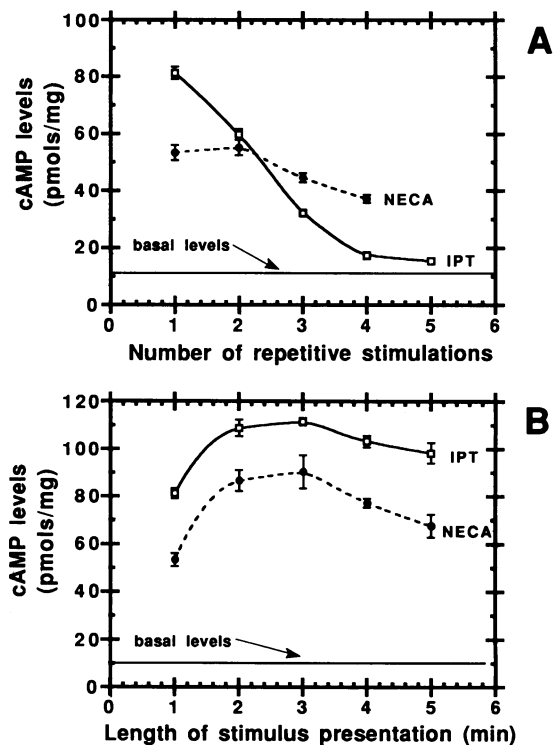 A
100
80
60
40
20
0
cAMP levels
(pmols/mg)
NECA
basal levels
IPT
0 1 2 3 4 5 6
Number of repetitive stimulations
B
120
100
80
60
40
20
0
cAMP levels
(pmols/mg)
IPT
NECA
basal levels
0 1 2 3 4 5 6
Length of stimulus presentation (min)